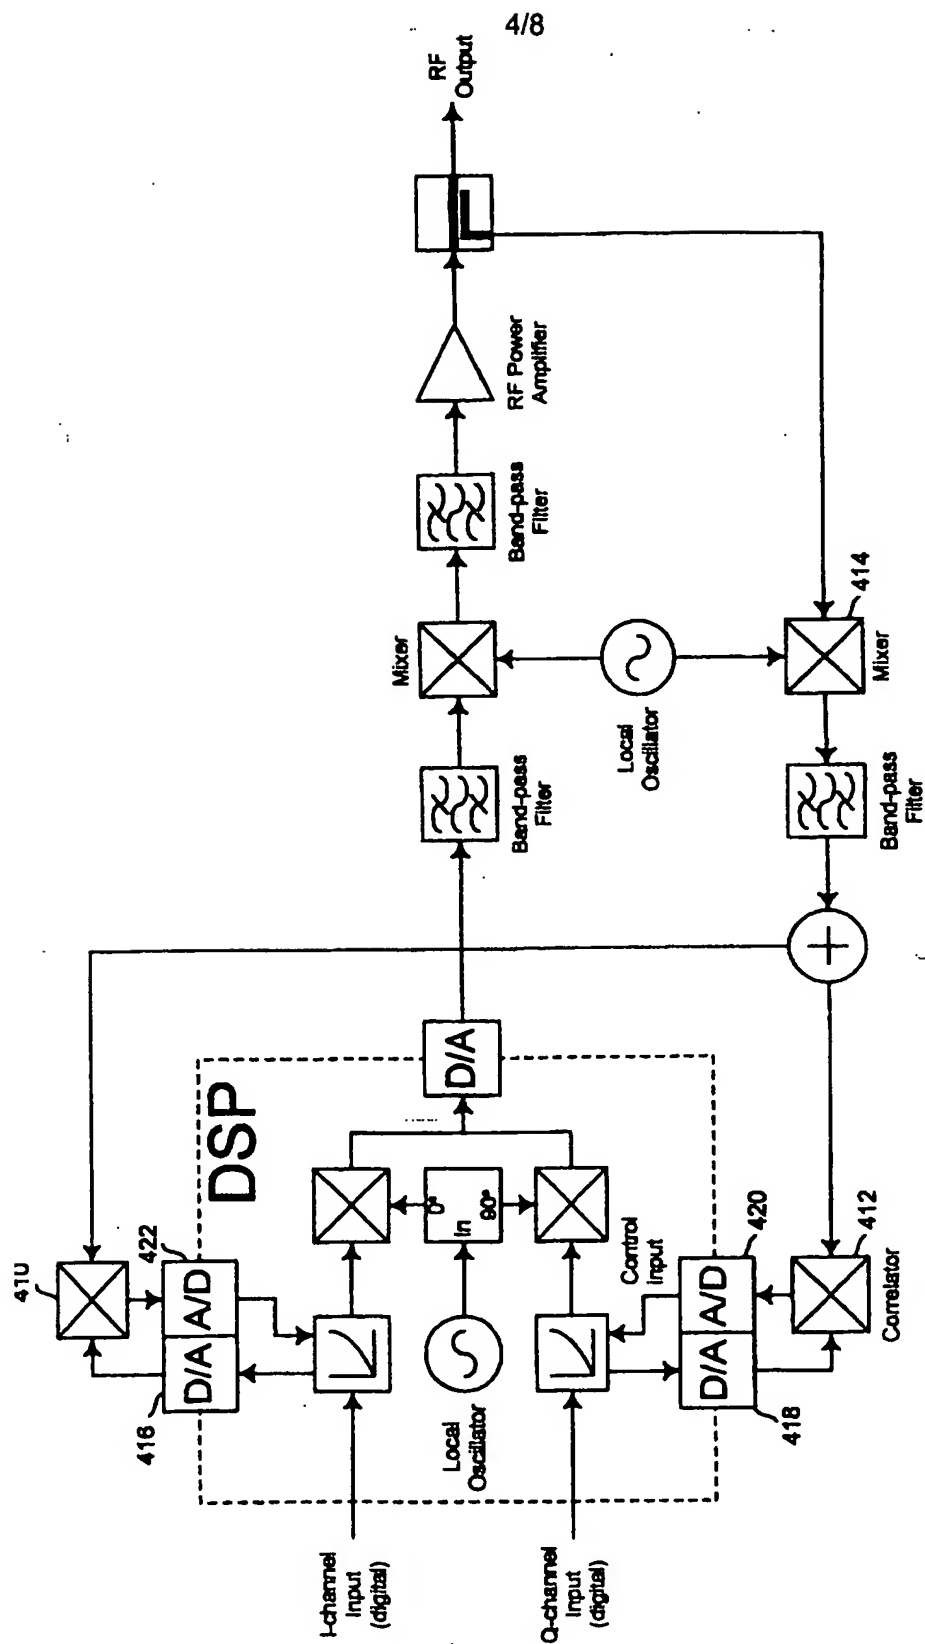 4/8
RF
Output
RF Power
Amplifier
Band-pass
Filter
Mixer
Local
Oscillator
414
Mixer
Band-pass
Filter
Band-pass
Filter
D/A
DSP
410
422
A/D
D/A
416
0°
In
90°
Control
input
420
412
A/D
D/A
Correlator
418
Local
Oscillator
I-channel
Input
(digital)
Q-channel
Input
(digital)